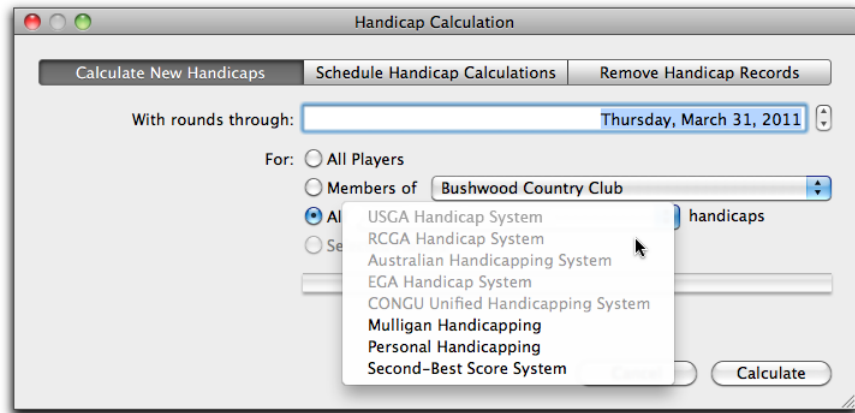 Handicap Calculation
Calculate New Handicaps Schedule Handicap Calculations Remove Handicap Records
With rounds through: Thursday, March 31, 2011
For: All Players
Members of Bushwood Country Club
Al handicaps
Se
USGA Handicap System
RCGA Handicap System
Australian Handicapping System
EGA Handicap System
CONGU Unified Handicapping System
Mulligan Handicapping
Personal Handicapping
Second-Best Score System
Cancel Calculate